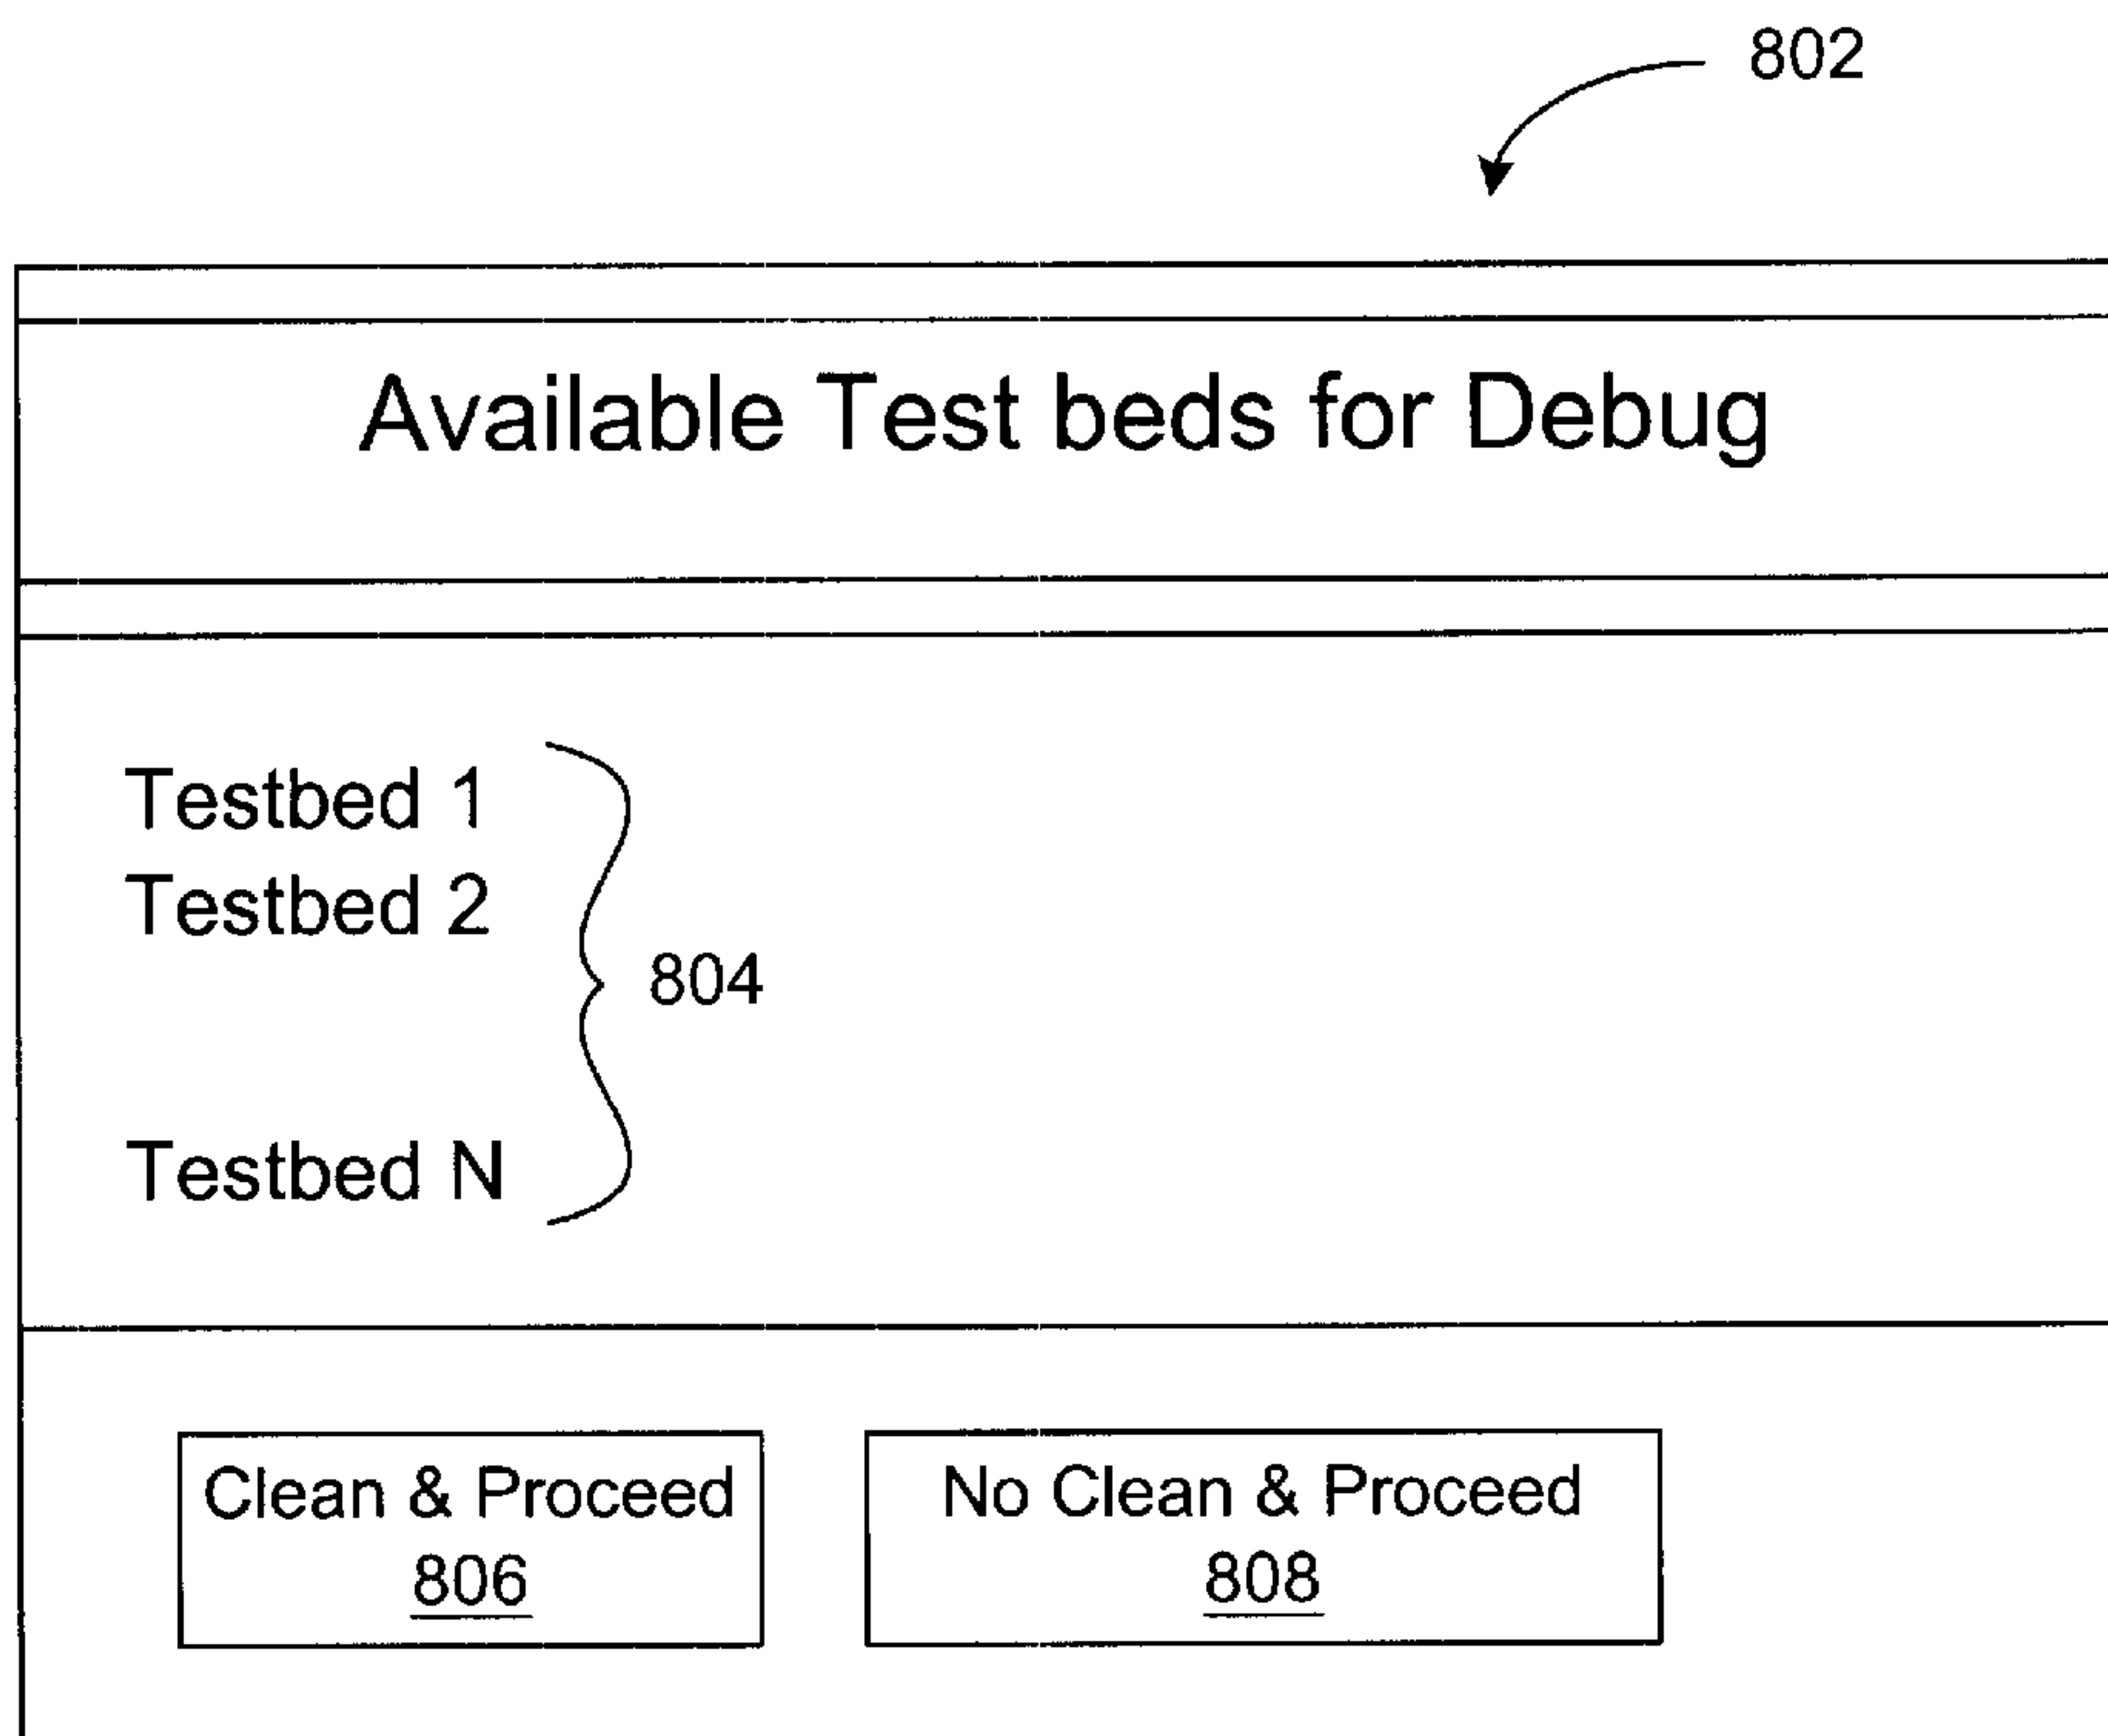 802
Available Test beds for Debug
Testbed 1
Testbed 2
804
Testbed N
Clean & Proceed
806
No Clean & Proceed
808